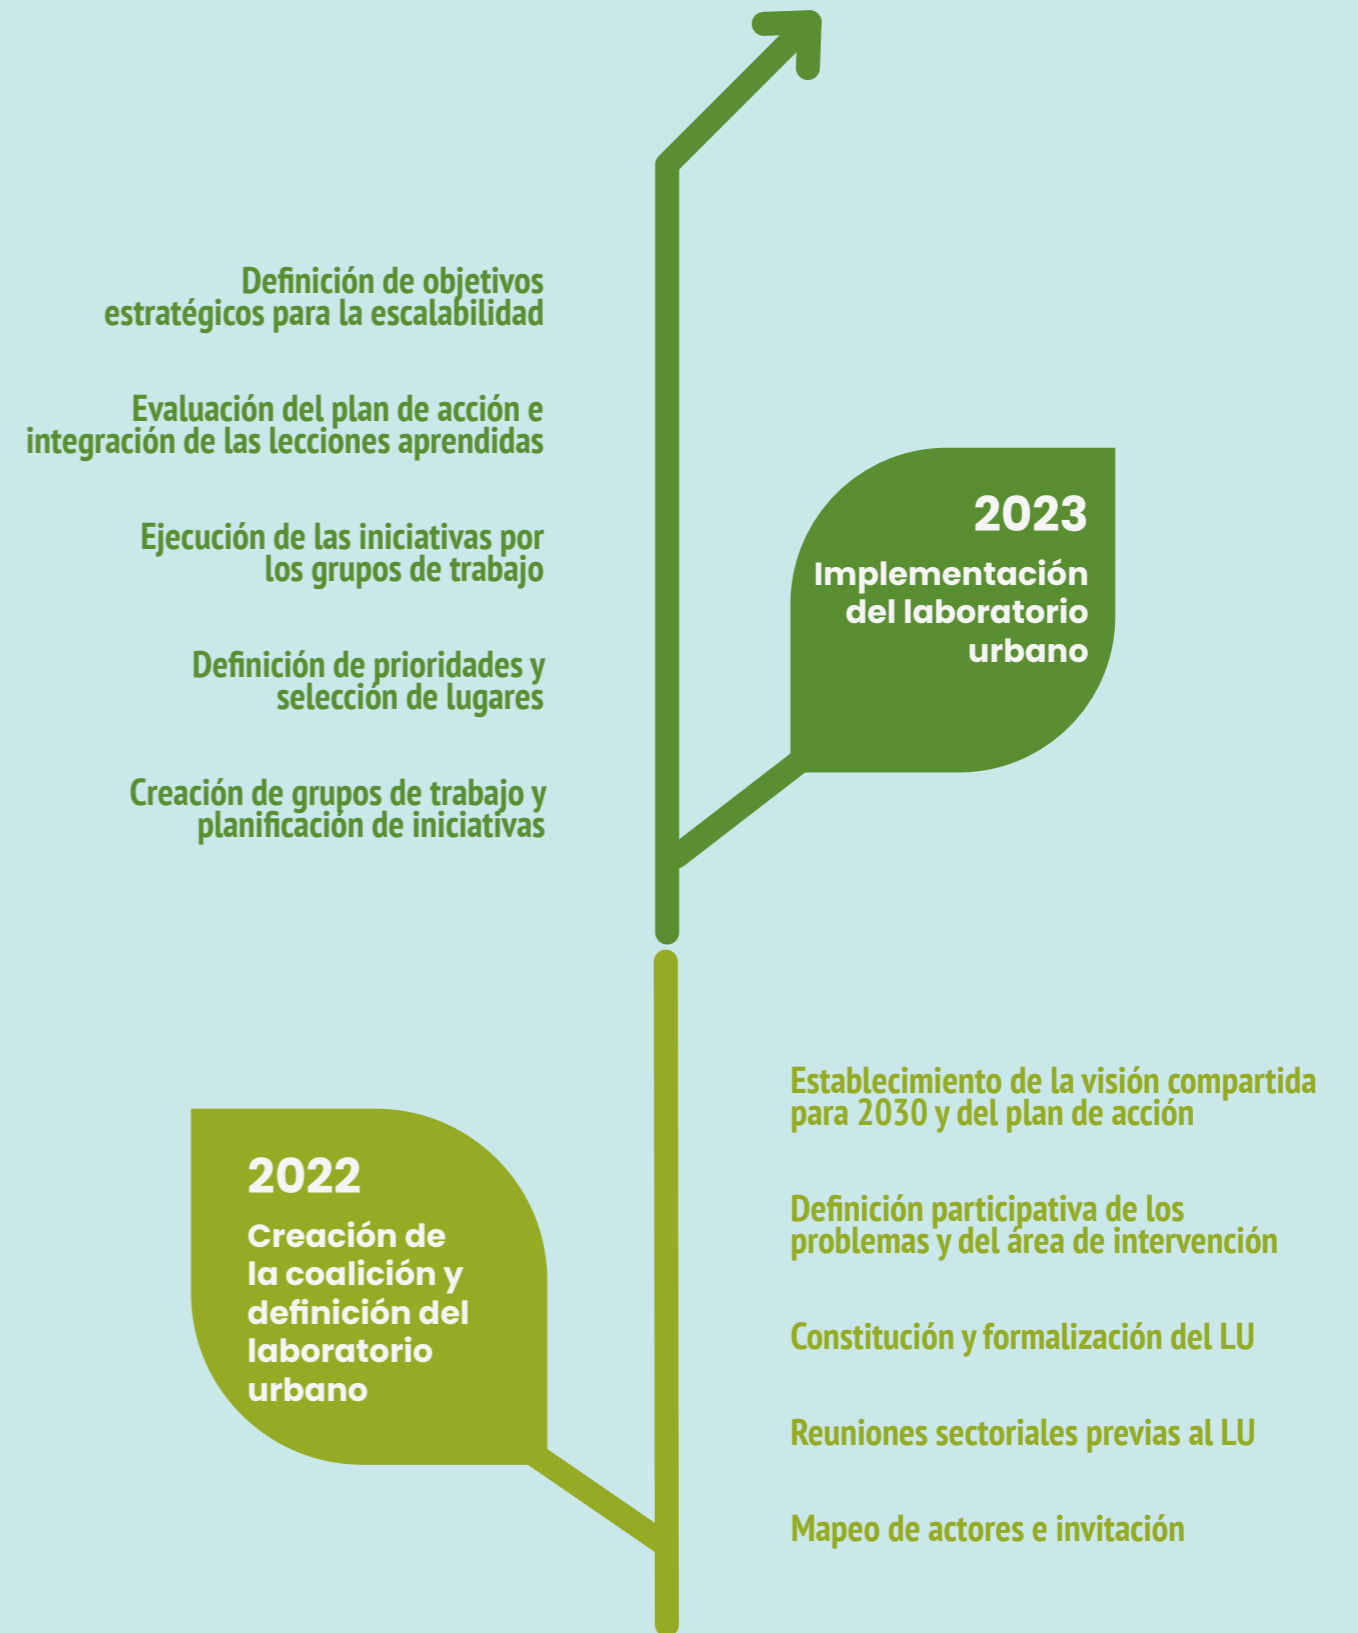 Definición de objetivos
estratégicos para la escalabilidad
Evaluación del plan de acción e
integración de las lecciones aprendidas
Ejecución de las iniciativas por
los grupos de trabajo
Definición de prioridades y
selección de lugares
Creación de grupos de trabajo y
planificación de iniciativas
2023
Implementación
del laboratorio
urbano
2022
Creación de
la coalición y
definición del
laboratorio
urbano
Establecimiento de la visión compartida
para 2030 y del plan de acción
Definición participativa de los
problemas y del área de intervención
Constitución y formalización del LU
Reuniones sectoriales previas al LU
Mapeo de actores e invitación